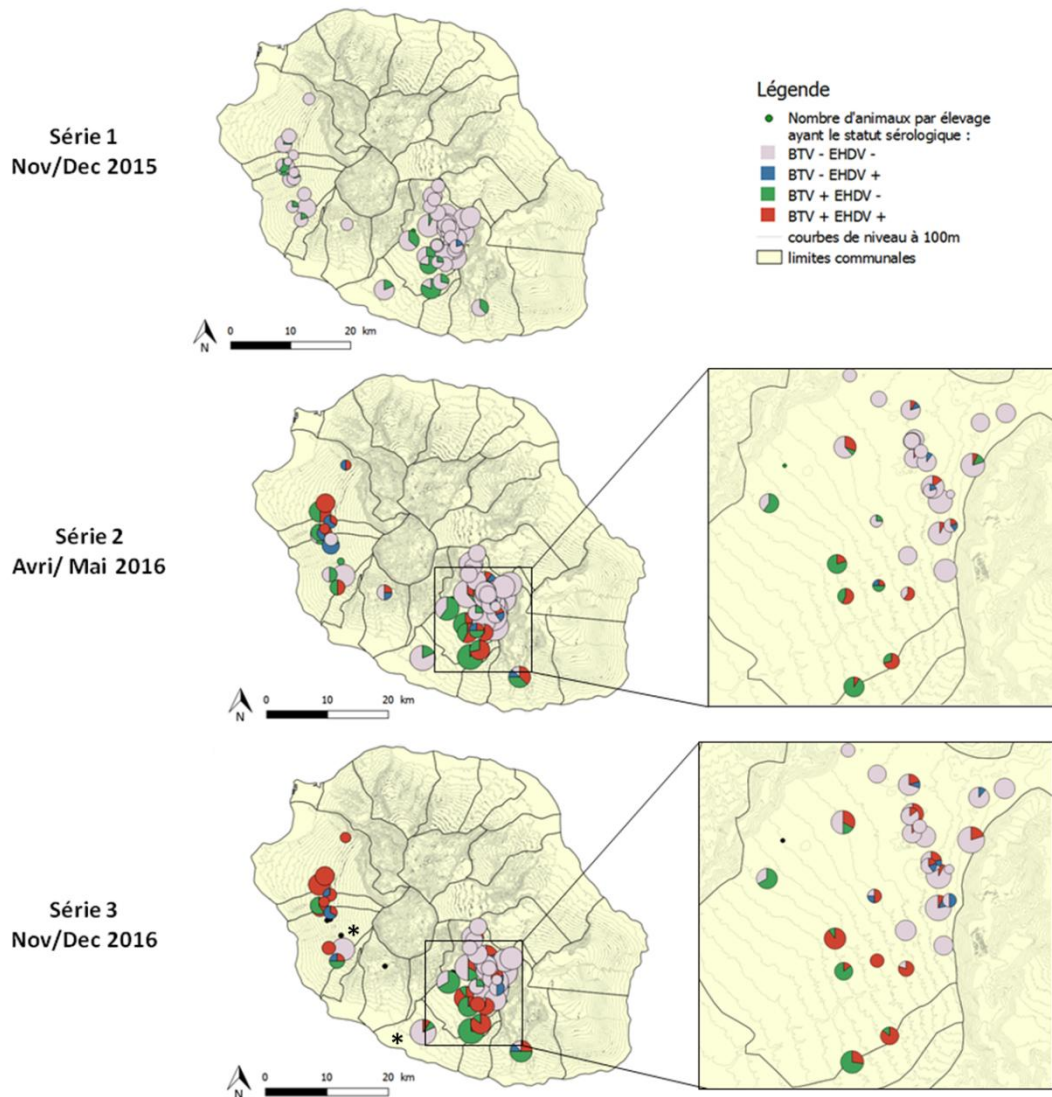 Série 1
Nov/Dec 2015
Légende
Nombre d'animaux par élevage
ayant le statut sérologique :
BTV - EHDV -
BTV - EHDV +
BTV + EHDV -
BTV + EHDV +
courbes de niveau à 100m
limites communales
N
0 10 20 km
Série 2
Avri/ Mai 2016
N
0 10 20 km
Série 3
Nov/Dec 2016
*
*
N
0 10 20 km